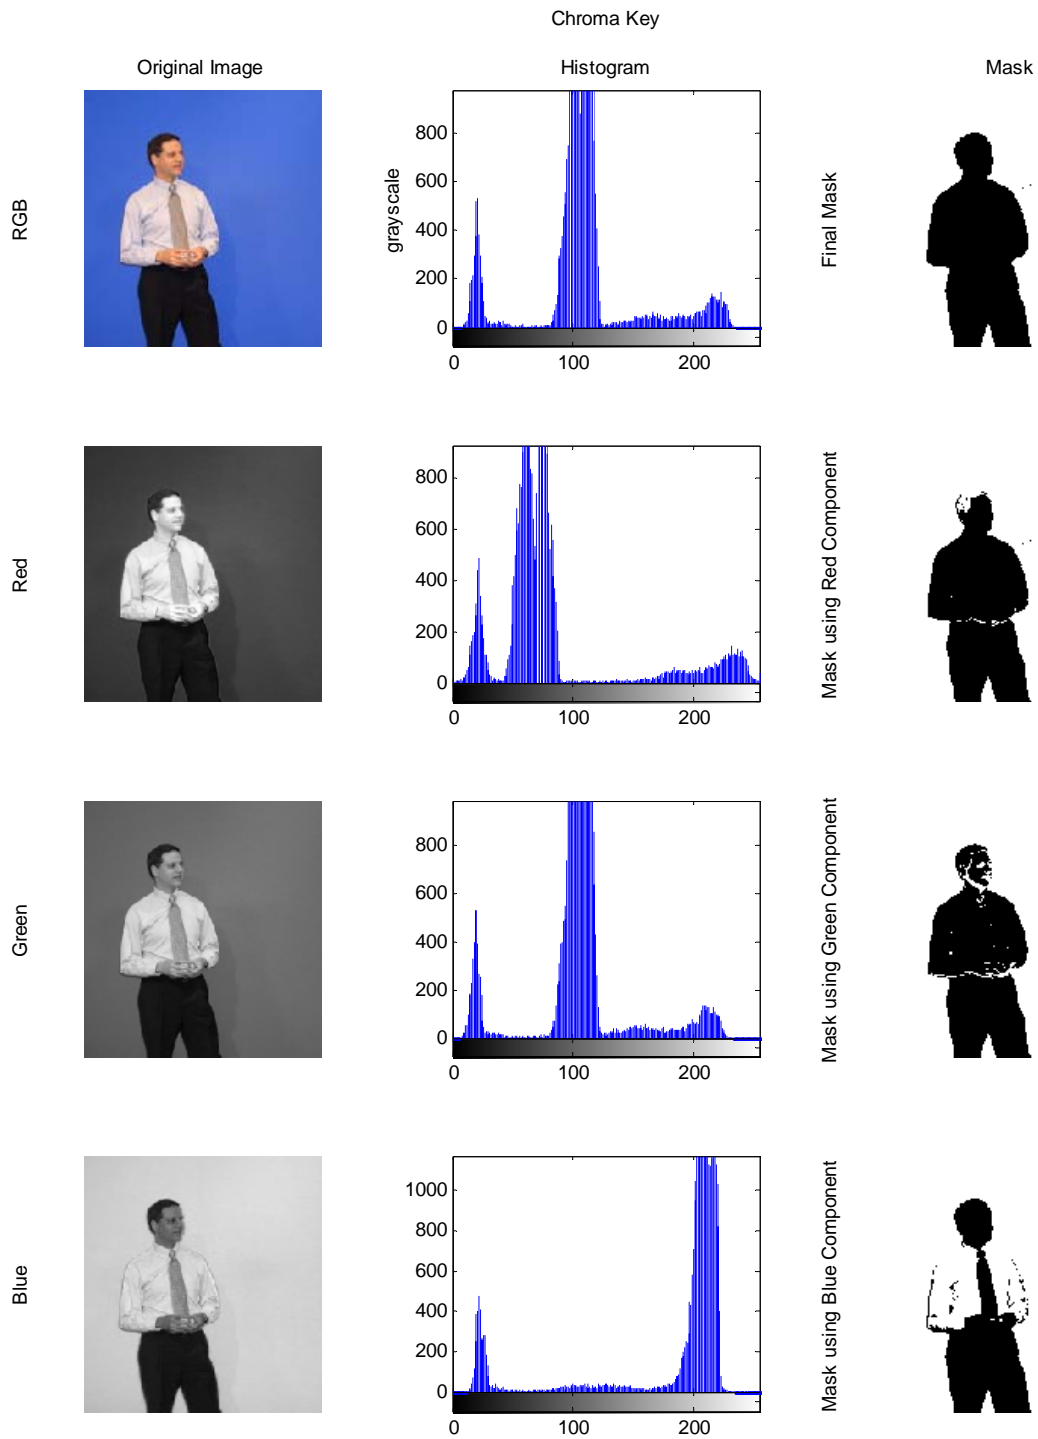 Chroma Key
Original Image
Histogram
Mask
RGB
grayscale
800
600
400
200
0
0 100 200
Final Mask
Red
800
600
400
200
0
0 100 200
Mask using Red Component
Green
800
600
400
200
0
0 100 200
Mask using Green Component
Blue
1000
800
600
400
200
0
0 100 200
Mask using Blue Component